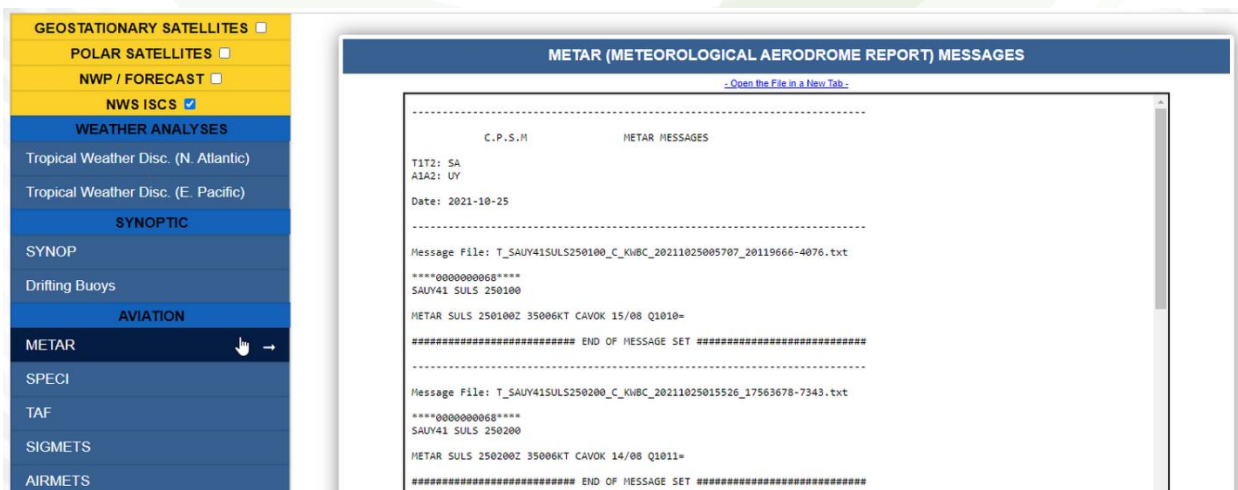 GEOSTATIONARY SATELLITES
POLAR SATELLITES
NWP / FORECAST
NWS ISCS
WEATHER ANALYSES
Tropical Weather Disc. (N. Atlantic)
Tropical Weather Disc. (E. Pacific)
SYNOPTIC
SYNOP
Drifting Buoys
AVIATION
METAR →
SPECI
TAF
SIGMETS
AIRMETS
METAR (METEOROLOGICAL AERODROME REPORT) MESSAGES
- Open the File in a New Tab -
---------------------------------------------------------------------------
C.P.S.M METAR MESSAGES
T1T2: SA
A1A2: UY
Date: 2021-10-25
---------------------------------------------------------------------------
Message File: T_SAUY41SULS250100_C_KWBC_20211025005707_20119666-4076.txt
****0000000068****
SAUY41 SULS 250100
METAR SULS 250100Z 35006KT CAVOK 15/08 Q1010=
########################### END OF MESSAGE SET ############################
---------------------------------------------------------------------------
Message File: T_SAUY41SULS250200_C_KWBC_20211025015526_17563678-7343.txt
****0000000068****
SAUY41 SULS 250200
METAR SULS 250200Z 35006KT CAVOK 14/08 Q1011=
########################### END OF MESSAGE SET ############################